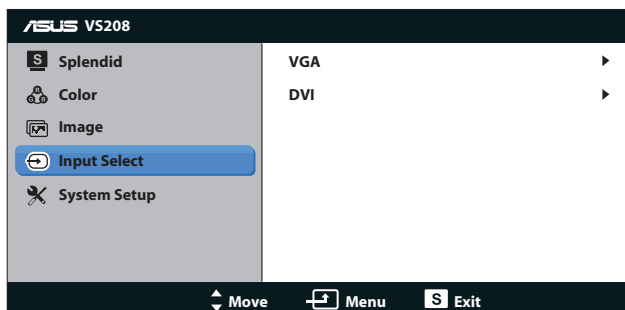 ASUS VS208
S Splendid
R G B Color
Image
Input Select
System Setup
VGA
DVI
Move Menu S Exit